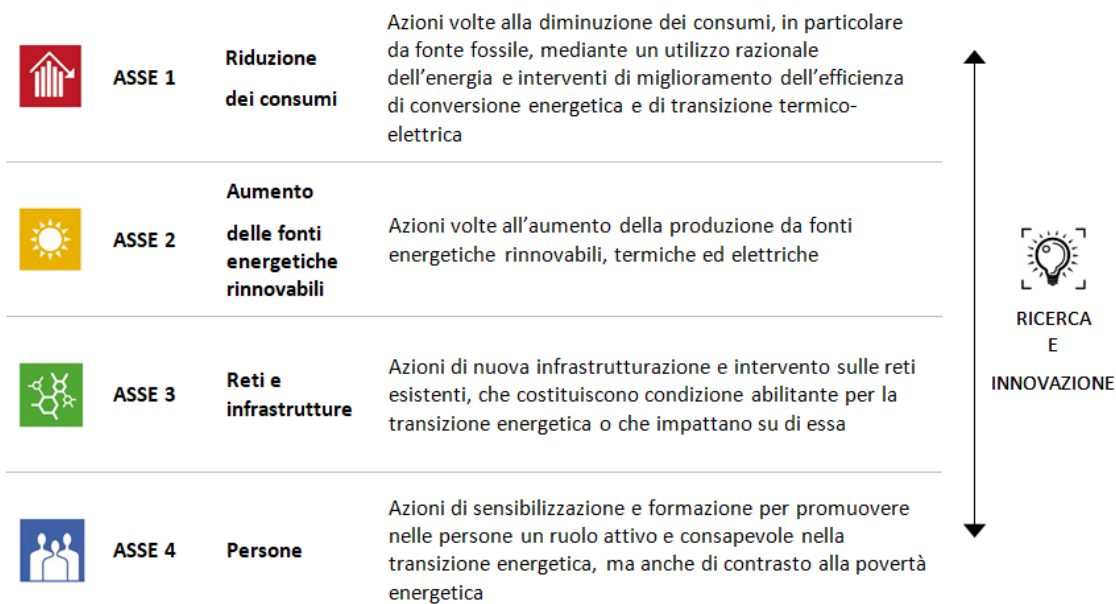 ASSE 1
Riduzione
dei consumi
Azioni volte alla diminuzione dei consumi, in particolare
da fonte fossile, mediante un utilizzo razionale
dell'energia e interventi di miglioramento dell'efficienza
di conversione energetica e di transizione termico-
elettrica
ASSE 2
Aumento
delle fonti
energetiche
rinnovabili
Azioni volte all'aumento della produzione da fonti
energetiche rinnovabili, termiche ed elettriche
ASSE 3
Reti e
infrastrutture
Azioni di nuova infrastrutturazione e intervento sulle reti
esistenti, che costituiscono condizione abilitante per la
transizione energetica o che impattano su di essa
ASSE 4
Persone
Azioni di sensibilizzazione e formazione per promuovere
nelle persone un ruolo attivo e consapevole nella
transizione energetica, ma anche di contrasto alla povertà
energetica
RICERCA
E
INNOVAZIONE